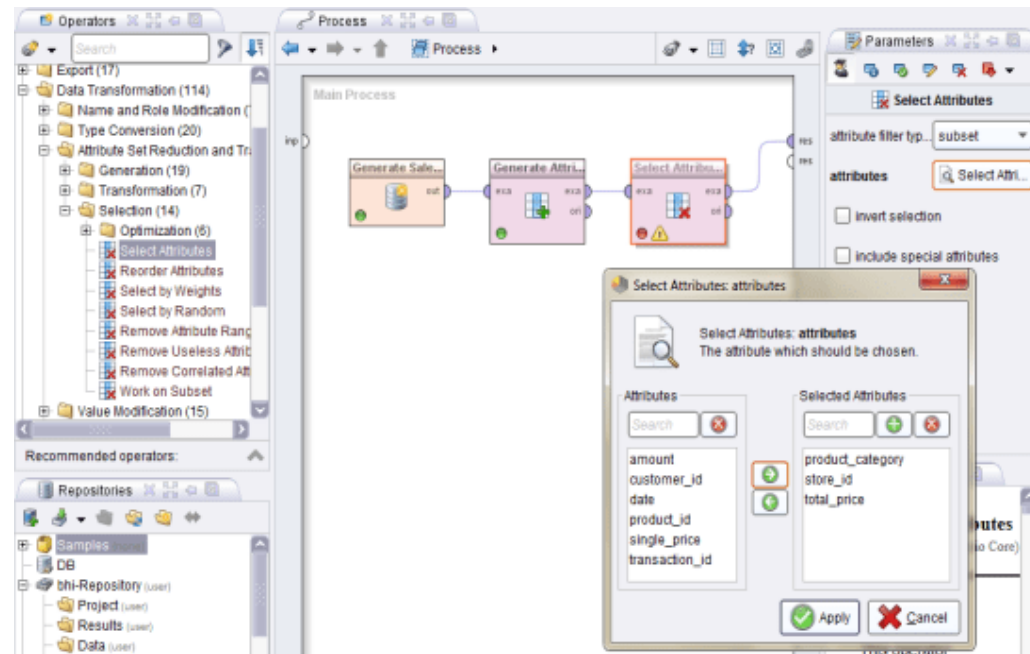 Operators
Search
Export (17)
Data Transformation (114)
Name and Role Modification (
Type Conversion (20)
Attribute Set Reduction and Tra
Generation (19)
Transformation (7)
Selection (14)
Optimization (6)
Select Attributes
Reorder Attributes
Select by Weights
Select by Random
Remove Attribute Rang
Remove Useless Attrib
Remove Correlated Att
Work on Subset
Value Modification (15)
Recommended operators:
Repositories
Samples
DB
bhi-Repository (user)
Project (user)
Results (user)
Data (user)
Process
Process
Main Process
inp
res
res
Generate Sale...
out
Generate Attri...
exa exa
ori
Select Attribu...
exa exa
ori
Parameters
Select Attributes
attribute filter typ... subset
attributes Select Attri...
invert selection
include special attributes
Select Attributes: attributes
Select Attributes: attributes
The attribute which should be chosen.
Attributes
Search
amount
customer_id
date
product_id
single_price
transaction_id
Selected Attributes
Search
product_category
store_id
total_price
Apply
Cancel
butes
io Core)